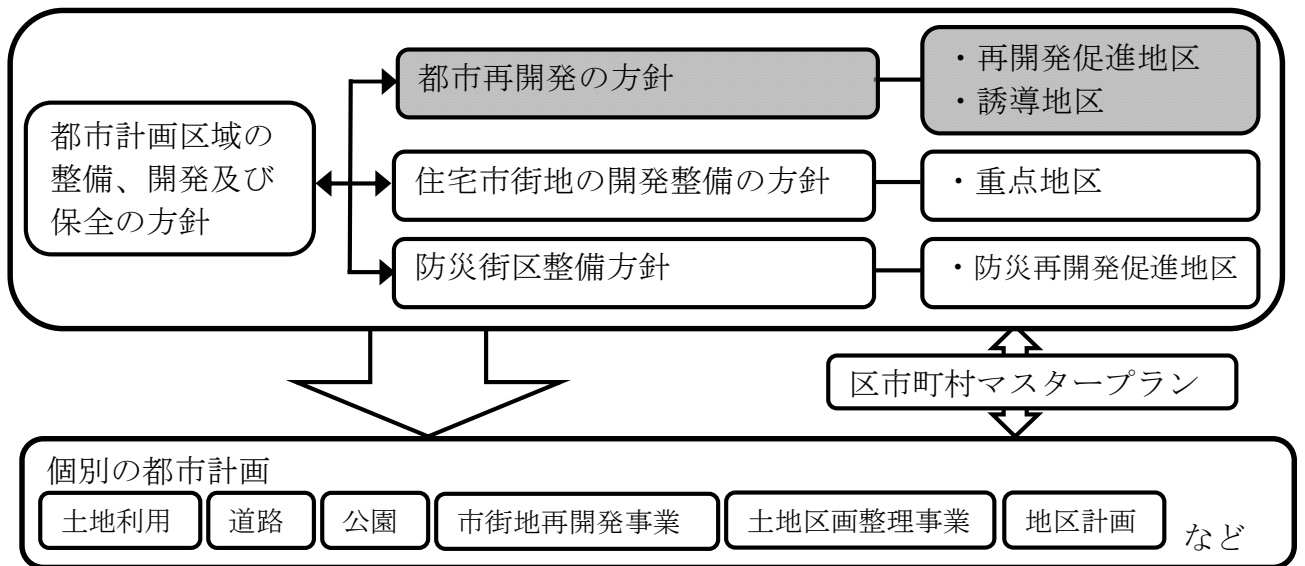 都市計画区域の
整備、開発及び
保全の方針
都市再開発の方針
・再開発促進地区
・誘導地区
住宅市街地の開発整備の方針
・重点地区
防災街区整備方針
・防災再開発促進地区
区市町村マスタープラン
個別の都市計画
土地利用
道路
公園
市街地再開発事業
土地区画整理事業
地区計画
など